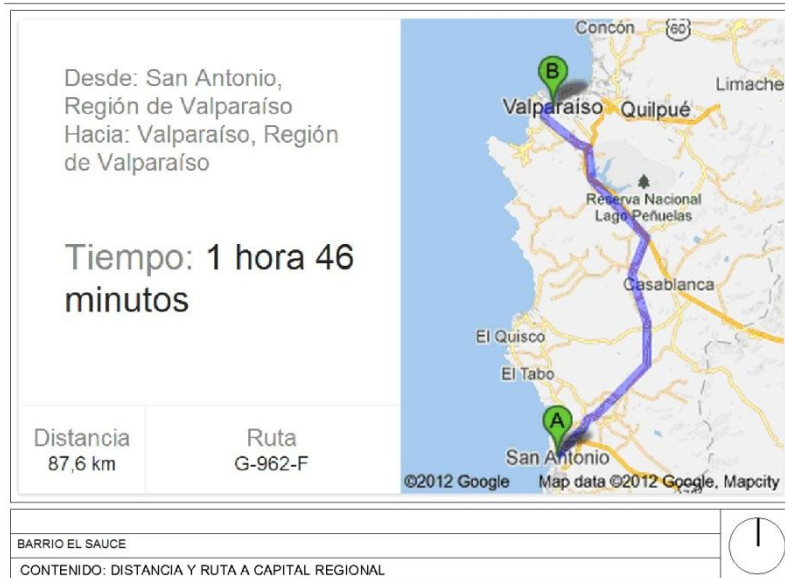 Desde: San Antonio,
Región de Valparaíso
Hacia: Valparaíso, Región
de Valparaíso
Tiempo: 1 hora 46
minutos
Distancia
87,6 km
Ruta
G-962-F
Concón
60
B
Limache
Valparaíso
Quilpué
Reserva Nacional
Lago Peñuelas
Casablanca
El Quisco
El Tabo
A
San Antonio
©2012 Google
Map data ©2012 Google, Mapcity
BARRIO EL SAUCE
CONTENIDO: DISTANCIA Y RUTA A CAPITAL REGIONAL